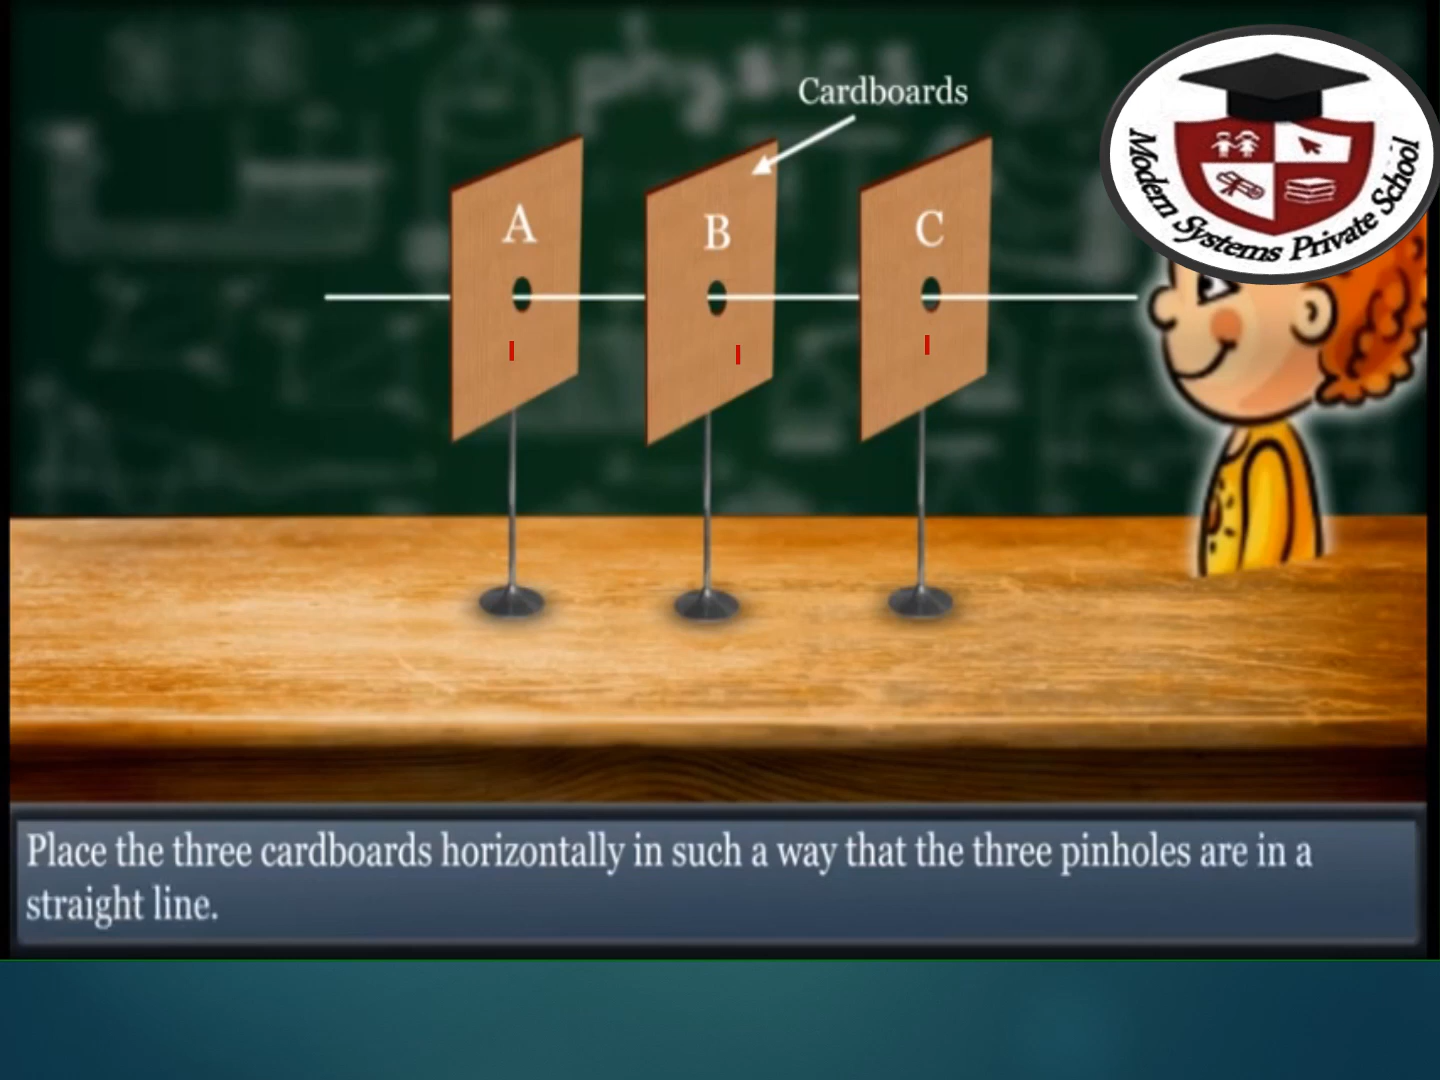 physics
Cardboards
A
B
C
Modern Systems Private School
Place the three cardboards horizontally in such a way that the three pinholes are in a
straight line.